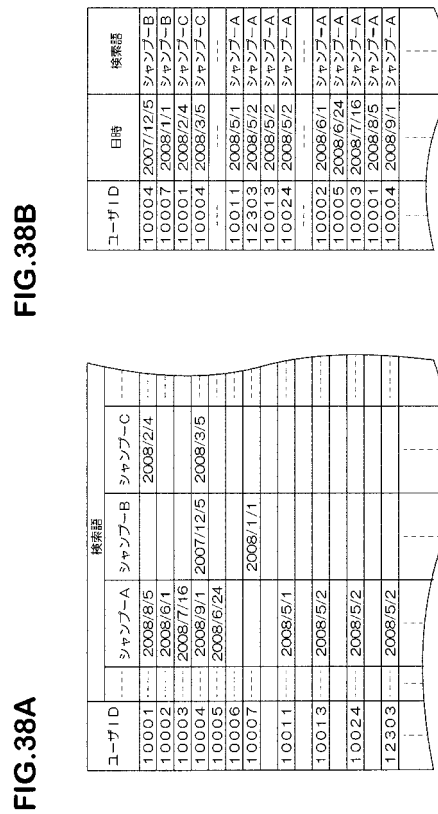 FIG.38A
検索語
ユーザID ---- シャンプーA シャンプーB シャンプーC ----
10001 ---- 2008/8/5 2008/2/4 ----
10002 ---- 2008/6/1 ----
10003 ---- 2008/7/16 ----
10004 ---- 2008/9/1 2007/12/5 2008/3/5 ----
10005 ---- 2008/6/24 ----
10006 ---- ----
10007 ---- 2008/1/1 ----
10011 ---- 2008/5/1 ----
10013 ---- 2008/5/2 ----
10024 ---- 2008/5/2 ----
12303 ---- 2008/5/2 ----
FIG.38B
ユーザID 日時 検索語
10004 2007/12/5 シャンプーB
10007 2008/1/1 シャンプーB
10001 2008/2/4 シャンプーC
10004 2008/3/5 シャンプーC
---- ---- ----
10011 2008/5/1 シャンプーA
12303 2008/5/2 シャンプーA
10013 2008/5/2 シャンプーA
10024 2008/5/2 シャンプーA
---- ---- ----
10002 2008/6/1 シャンプーA
10005 2008/6/24 シャンプーA
10003 2008/7/16 シャンプーA
10001 2008/8/5 シャンプーA
10004 2008/9/1 シャンプーA